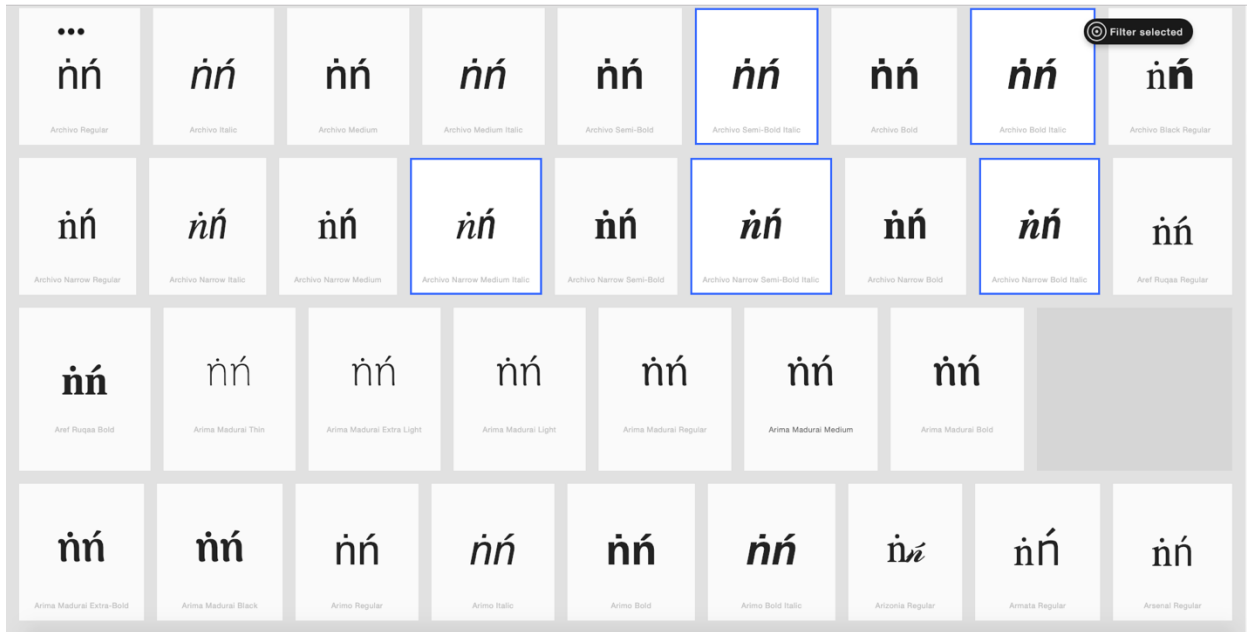 •••
Filter selected
ṅń ṅń ṅń ṅń ṅń ṅń ṅń ṅń ṅń
Archivo Regular Archivo Italic Archivo Medium Archivo Medium Italic Archivo Semi-Bold Archivo Semi-Bold Italic Archivo Bold Archivo Bold Italic Archivo Black Regular
ṅń ṅń ṅń ṅń ṅń ṅń ṅń ṅń ṅń
Archivo Narrow Regular Archivo Narrow Italic Archivo Narrow Medium Archivo Narrow Medium Italic Archivo Narrow Semi-Bold Archivo Narrow Semi-Bold Italic Archivo Narrow Bold Archivo Narrow Bold Italic Aref Ruqaa Regular
ṅń ṅń ṅń ṅń ṅń ṅń ṅń
Aref Ruqaa Bold Arima Madurai Thin Arima Madurai Extra Light Arima Madurai Light Arima Madurai Regular Arima Madurai Medium Arima Madurai Bold
ṅń ṅń ṅń ṅń ṅń ṅń ṅń ṅń ṅń
Arima Madurai Extra-Bold Arima Madurai Black Arimo Regular Arimo Italic Arimo Bold Arimo Bold Italic Arizonia Regular Armata Regular Arsenal Regular